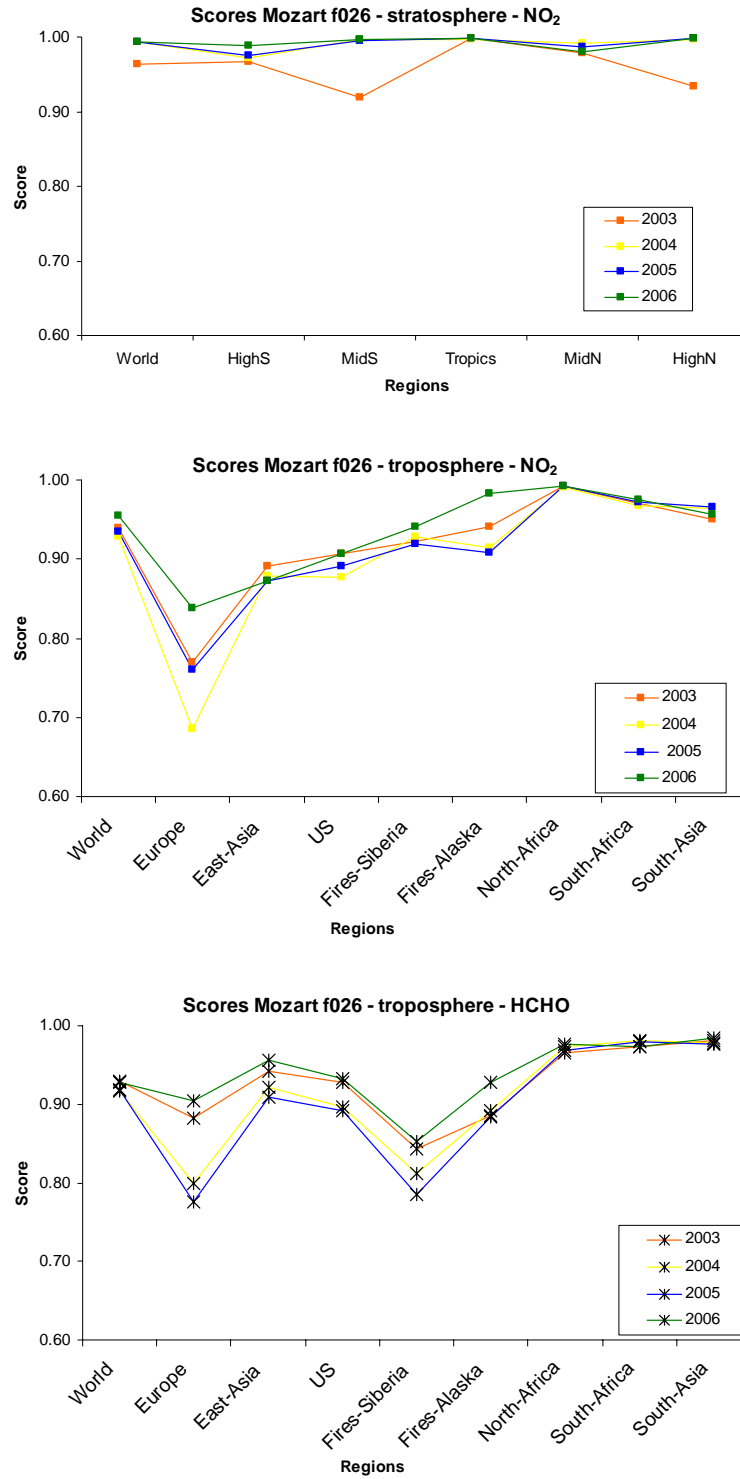 Scores Mozart f026 - stratosphere - NO₂
1.00
0.90
0.80
0.70
0.60
Score
2003
2004
2005
2006
World HighS MidS Tropics MidN HighN
Regions
Scores Mozart f026 - troposphere - NO₂
1.00
0.90
0.80
0.70
0.60
Score
2003
2004
2005
2006
World Europe East-Asia US Fires-Siberia Fires-Alaska North-Africa South-Africa South-Asia
Regions
Scores Mozart f026 - troposphere - HCHO
1.00
0.90
0.80
0.70
0.60
Score
2003
2004
2005
2006
World Europe East-Asia US Fires-Siberia Fires-Alaska North-Africa South-Africa South-Asia
Regions